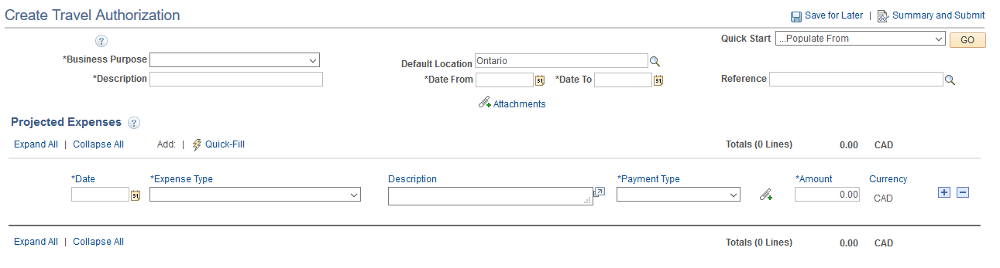 Create Travel Authorization
Save for Later | Summary and Submit
?
Quick Start ...Populate From GO
*Business Purpose
Default Location Ontario
*Description
*Date From 31 *Date To 31
Reference
Attachments
Projected Expenses ?
Expand All | Collapse All Add: | Quick-Fill Totals (0 Lines) 0.00 CAD
*Date *Expense Type Description *Payment Type *Amount Currency
31 0.00 CAD
Expand All | Collapse All Totals (0 Lines) 0.00 CAD